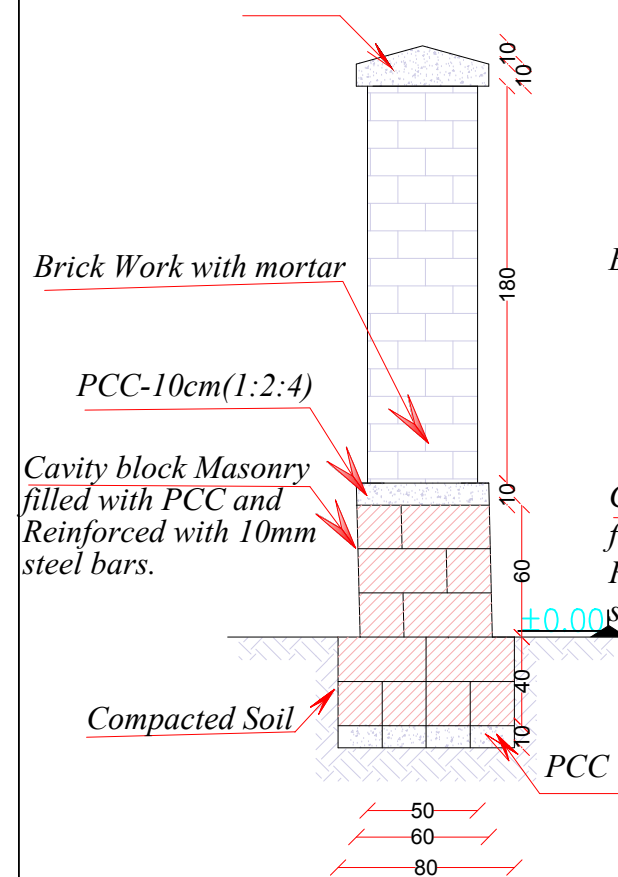 10
10
Brick Work with mortar
180
PCC-10cm(1:2:4)
Cavity block Masonry
filled with PCC and
Reinforced with 10mm
steel bars.
10
60
+0.00
40
Compacted Soil
10
PCC
50
60
80